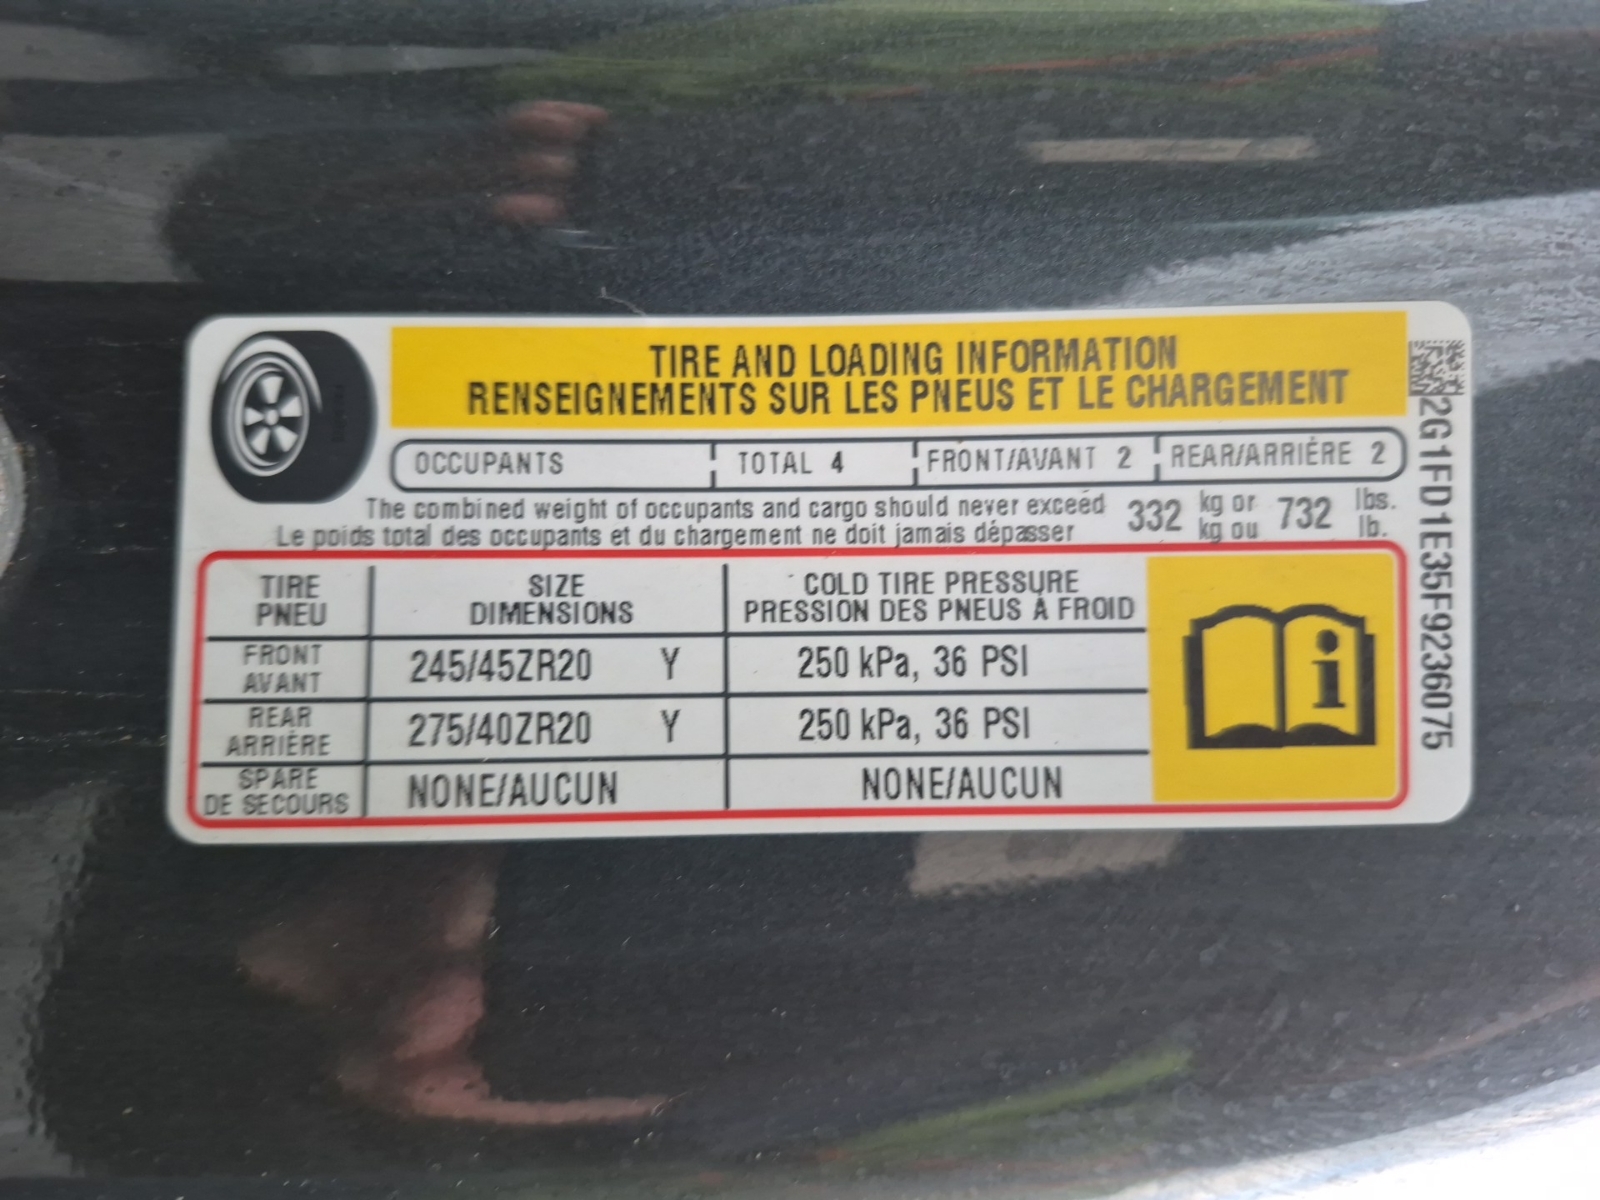 TIRE AND LOADING INFORMATION
RENSEIGNEMENTS SUR LES PNEUS ET LE CHARGEMENT
OCCUPANTS TOTAL 4 FRONT/AVANT 2 REAR/ARRIÈRE 2
The combined weight of occupants and cargo should never exceed 332 kg or 732 lbs.
Le poids total des occupants et du chargement ne doit jamais dépasser kg ou lb.
TIRE SIZE COLD TIRE PRESSURE
PNEU DIMENSIONS PRESSION DES PNEUS À FROID
FRONT
AVANT 245/45ZR20 Y 250 kPa, 36 PSI
REAR
ARRIÈRE 275/40ZR20 Y 250 kPa, 36 PSI
SPARE
DE SECOURS NONE/AUCUN NONE/AUCUN
i
2G1FD1E35F9236075